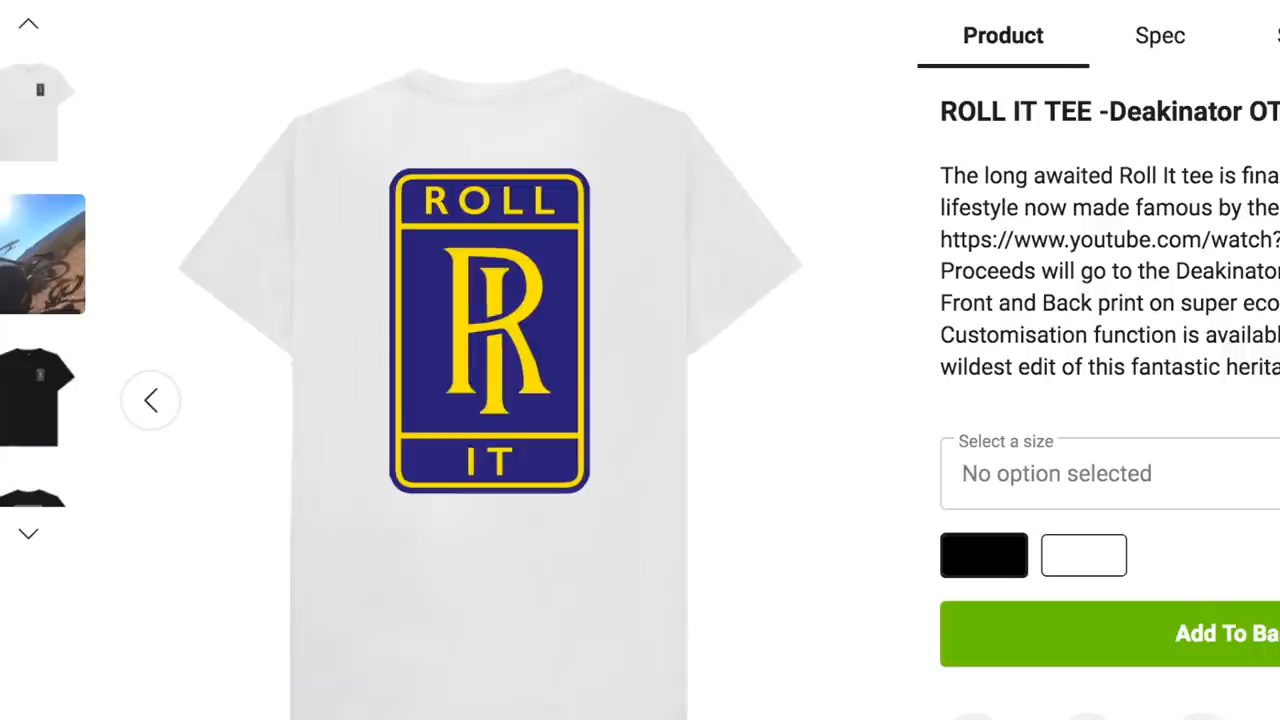 Product
Spec
ROLL IT TEE -Deakinator OT
The long awaited Roll It tee is fina
lifestyle now made famous by the
https://www.youtube.com/watch?
Proceeds will go to the Deakinator
Front and Back print on super eco
Customisation function is availabl
wildest edit of this fantastic herita
Select a size
No option selected
Add To Ba
ROLL
RI
IT